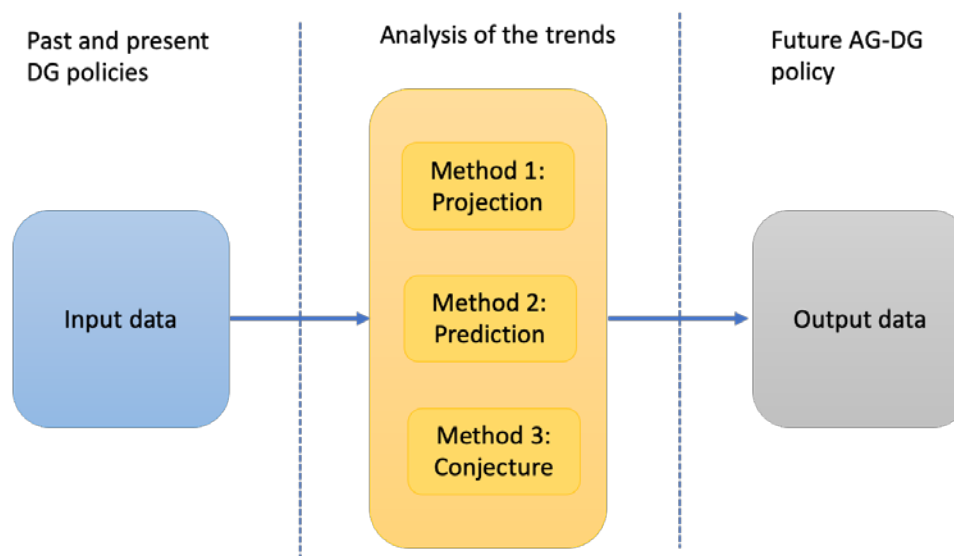 Past and present
DG policies
Analysis of the trends
Future AG-DG
policy
Input data
Method 1:
Projection
Method 2:
Prediction
Method 3:
Conjecture
Output data